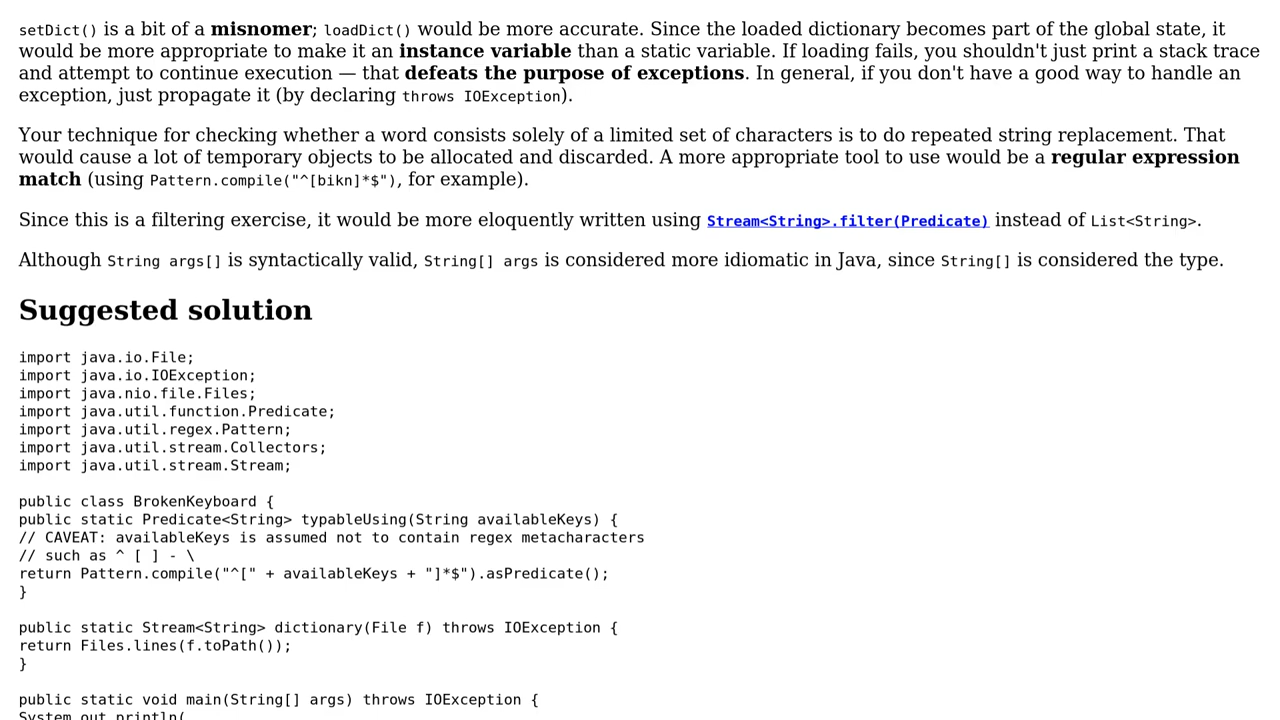 setDict() is a bit of a misnomer; loadDict() would be more accurate. Since the loaded dictionary becomes part of the global state, it
would be more appropriate to make it an instance variable than a static variable. If loading fails, you shouldn't just print a stack trace
and attempt to continue execution — that defeats the purpose of exceptions. In general, if you don't have a good way to handle an
exception, just propagate it (by declaring throws IOException).
Your technique for checking whether a word consists solely of a limited set of characters is to do repeated string replacement. That
would cause a lot of temporary objects to be allocated and discarded. A more appropriate tool to use would be a regular expression
match (using Pattern.compile("^[bikn]*$"), for example).
Since this is a filtering exercise, it would be more eloquently written using Stream<String>.filter(Predicate) instead of List<String>.
Although String args[] is syntactically valid, String[] args is considered more idiomatic in Java, since String[] is considered the type.
Suggested solution
import java.io.File;
import java.io.IOException;
import java.nio.file.Files;
import java.util.function.Predicate;
import java.util.regex.Pattern;
import java.util.stream.Collectors;
import java.util.stream.Stream;
public class BrokenKeyboard {
public static Predicate<String> typableUsing(String availableKeys) {
// CAVEAT: availableKeys is assumed not to contain regex metacharacters
// such as ^ [ ] - \
return Pattern.compile("^[" + availableKeys + "]*$").asPredicate();
}
public static Stream<String> dictionary(File f) throws IOException {
return Files.lines(f.toPath());
}
public static void main(String[] args) throws IOException {
System.out.println(